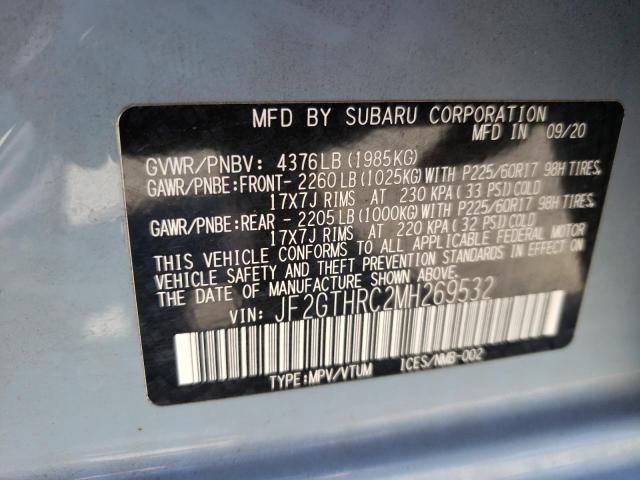 MFD BY SUBARU CORPORATION
MFD IN 09/20
GVWR/PNBV: 4376LB(1985KG)
GAWR/PNBE:FRONT-2260LB(1025KG)WITH P225/60R17 98H TIRES,
17X7J RIMS AT 230 KPA(33 PSI)COLD
GAWR/PNBE:REAR -2205LB(1000KG)WITH P225/60R17 98H TIRES,
17X7J RIMS AT 220 KPA(32 PSI)COLD
THIS VEHICLE CONFORMS TO ALL APPLICABLE FEDERAL MOTOR
VEHICLE SAFETY AND THEFT PREVENTION STANDARDS IN EFFECT
ON THE DATE OF MANUFACTURE SHOWN ABOVE.
VIN: JF2GTHRC2MH269532
TYPE:MPV/VTUM ICES/NMB-002